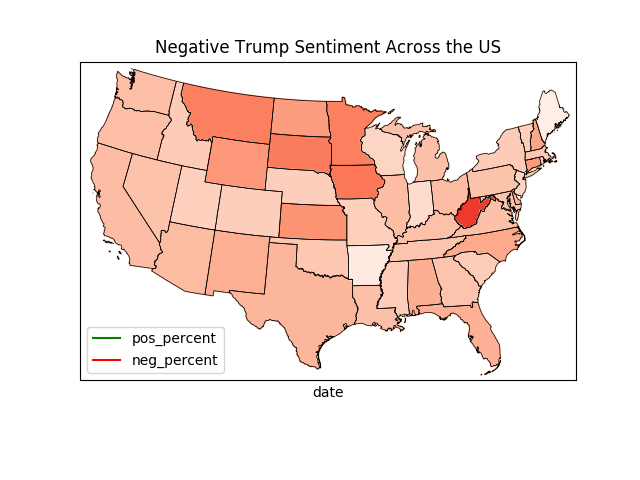 Negative Trump Sentiment Across the US
pos_percent
neg_percent
date